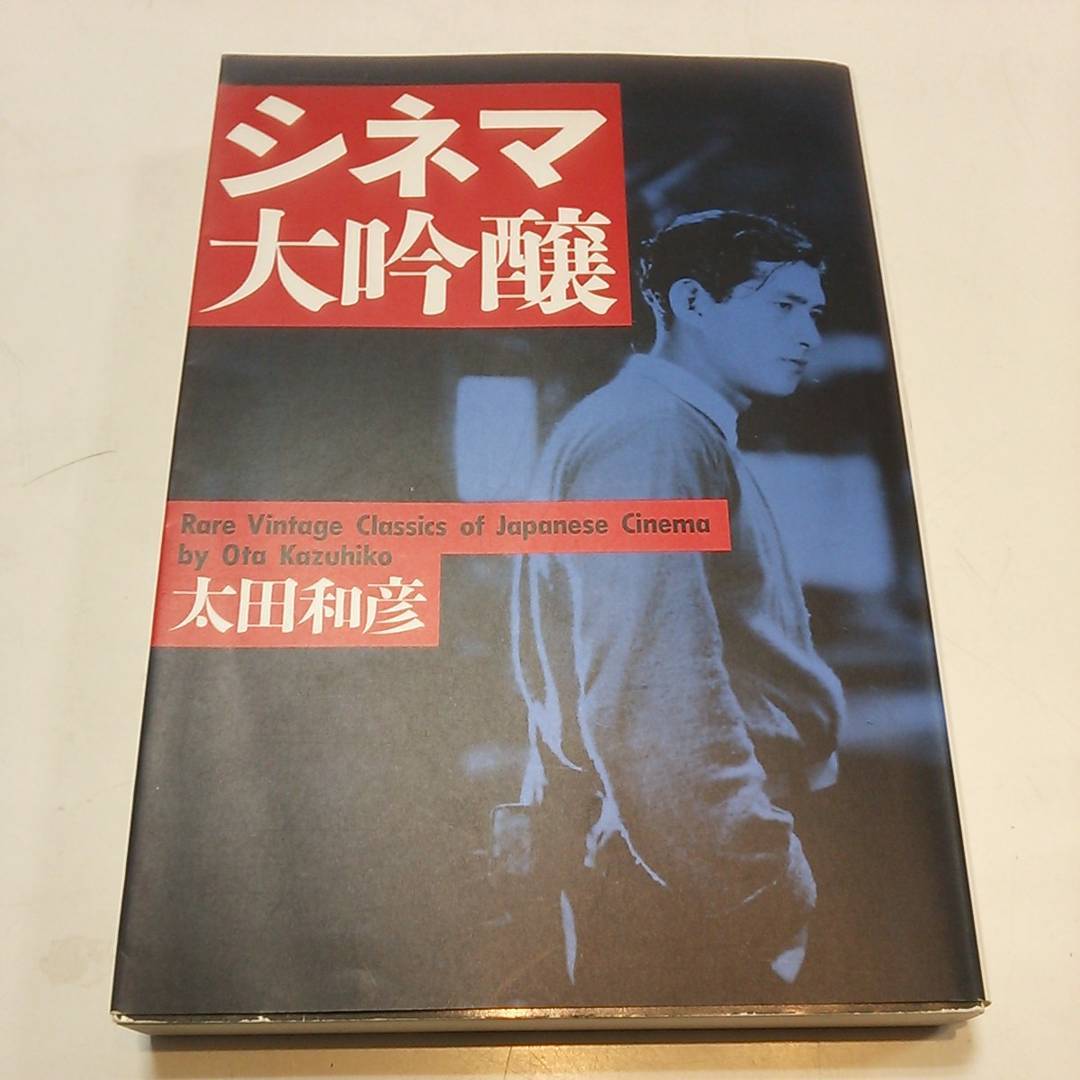 シネマ
大吟醸
Rare Vintage Classics of Japanese Cinema
by Ota Kazuhiko
太田和彦